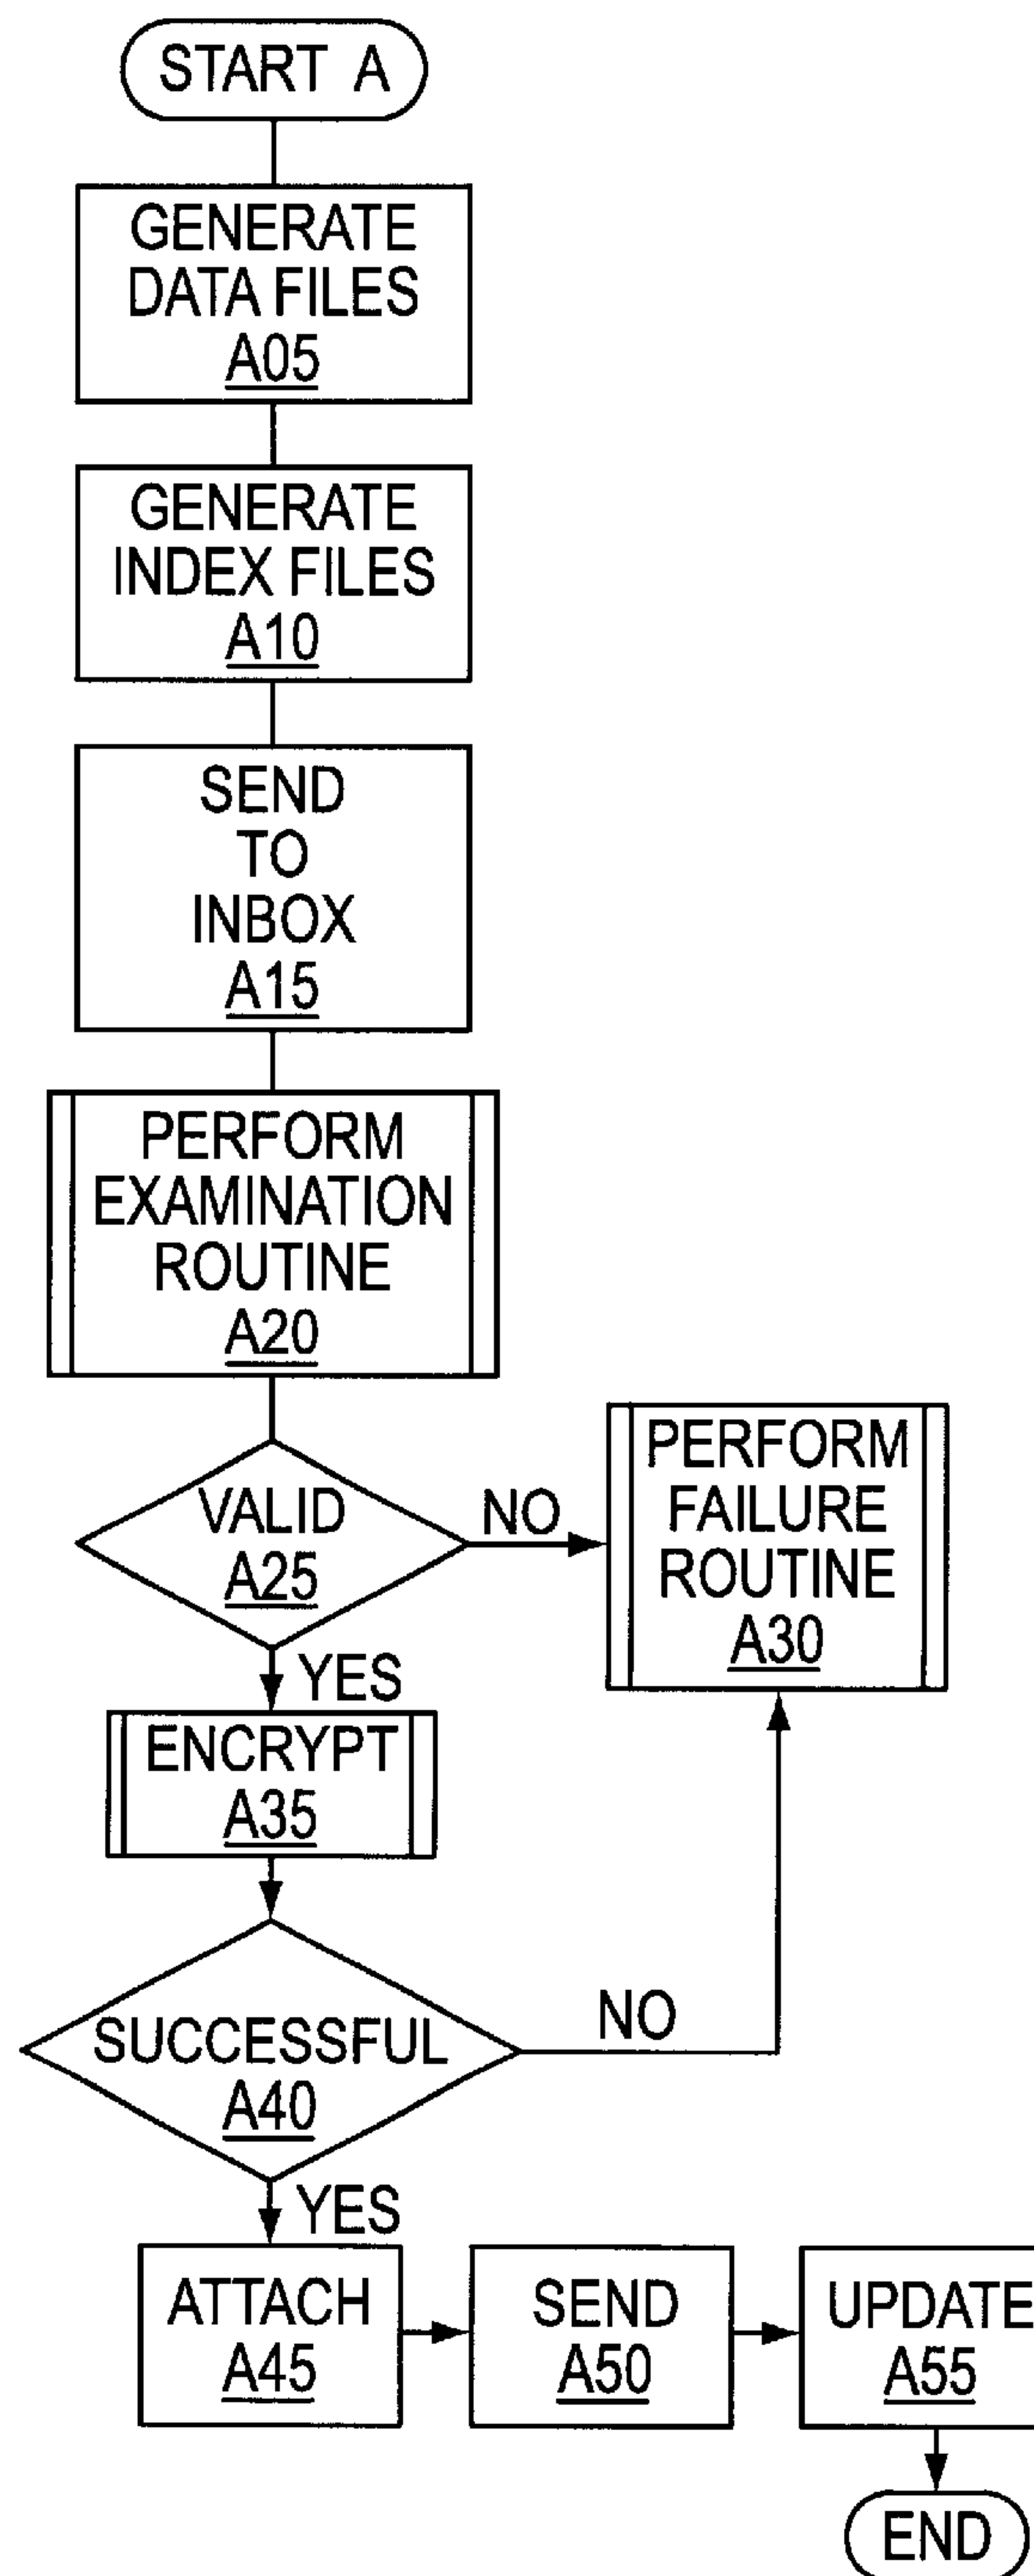 START A
GENERATE
DATA FILES
A05
GENERATE
INDEX FILES
A10
SEND
TO
INBOX
A15
PERFORM
EXAMINATION
ROUTINE
A20
VALID
A25
NO
PERFORM
FAILURE
ROUTINE
A30
YES
ENCRYPT
A35
SUCCESSFUL
A40
NO
YES
ATTACH
A45
SEND
A50
UPDATE
A55
END